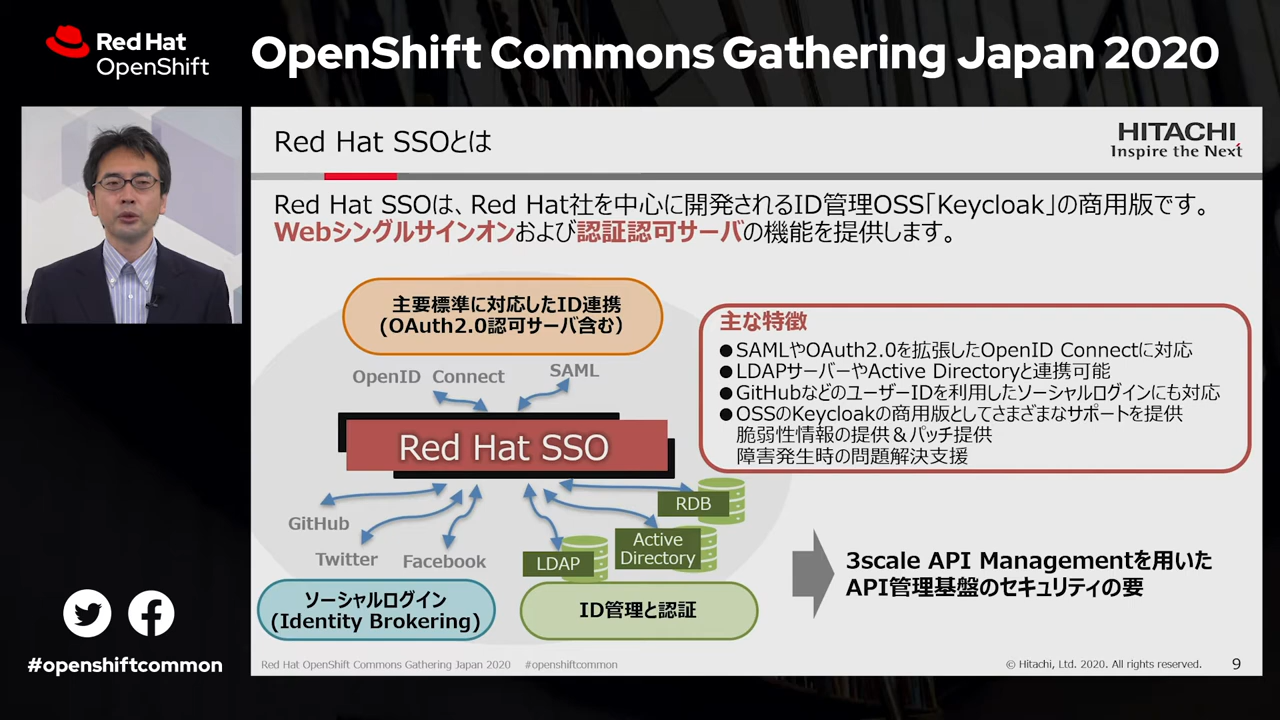 Red Hat
OpenShift
OpenShift Commons Gathering Japan 2020
Red Hat SSOとは
HITACHI
Inspire the Next
Red Hat SSOは、Red Hat社を中心に開発されるID管理OSS「Keycloak」の商用版です。
Webシングルサインオンおよび認証認可サーバの機能を提供します。
主要標準に対応したID連携
(OAuth2.0認可サーバ含む)
OpenID Connect
SAML
Red Hat SSO
GitHub
Twitter
Facebook
LDAP
Active
Directory
RDB
ソーシャルログイン
(Identity Brokering)
ID管理と認証
主な特徴
●SAMLやOAuth2.0を拡張したOpenID Connectに対応
●LDAPサーバーやActive Directoryと連携可能
●GitHubなどのユーザーIDを利用したソーシャルログインにも対応
●OSSのKeycloakの商用版としてさまざまなサポートを提供
脆弱性情報の提供＆パッチ提供
障害発生時の問題解決支援
3scale API Managementを用いた
API管理基盤のセキュリティの要
#openshiftcommon
Red Hat OpenShift Commons Gathering Japan 2020 #openshiftcommon
© Hitachi, Ltd. 2020. All rights reserved.
9